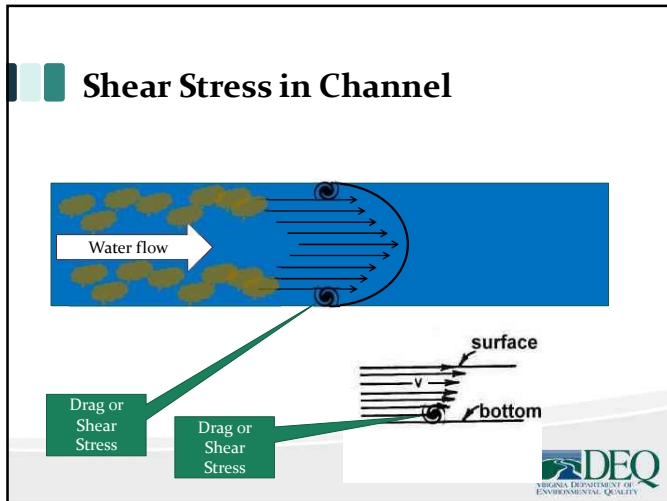 Shear Stress in Channel
Water flow
surface
v
bottom
Drag or
Shear
Stress
Drag or
Shear
Stress
DEQ
VIRGINIA DEPARTMENT OF
ENVIRONMENTAL QUALITY